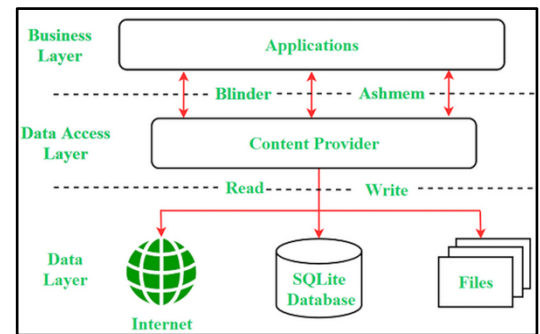 Business
Layer
Applications
Blinder
Ashmem
Data Access
Layer
Content Provider
Read
Write
Data
Layer
Internet
SQLite
Database
Files